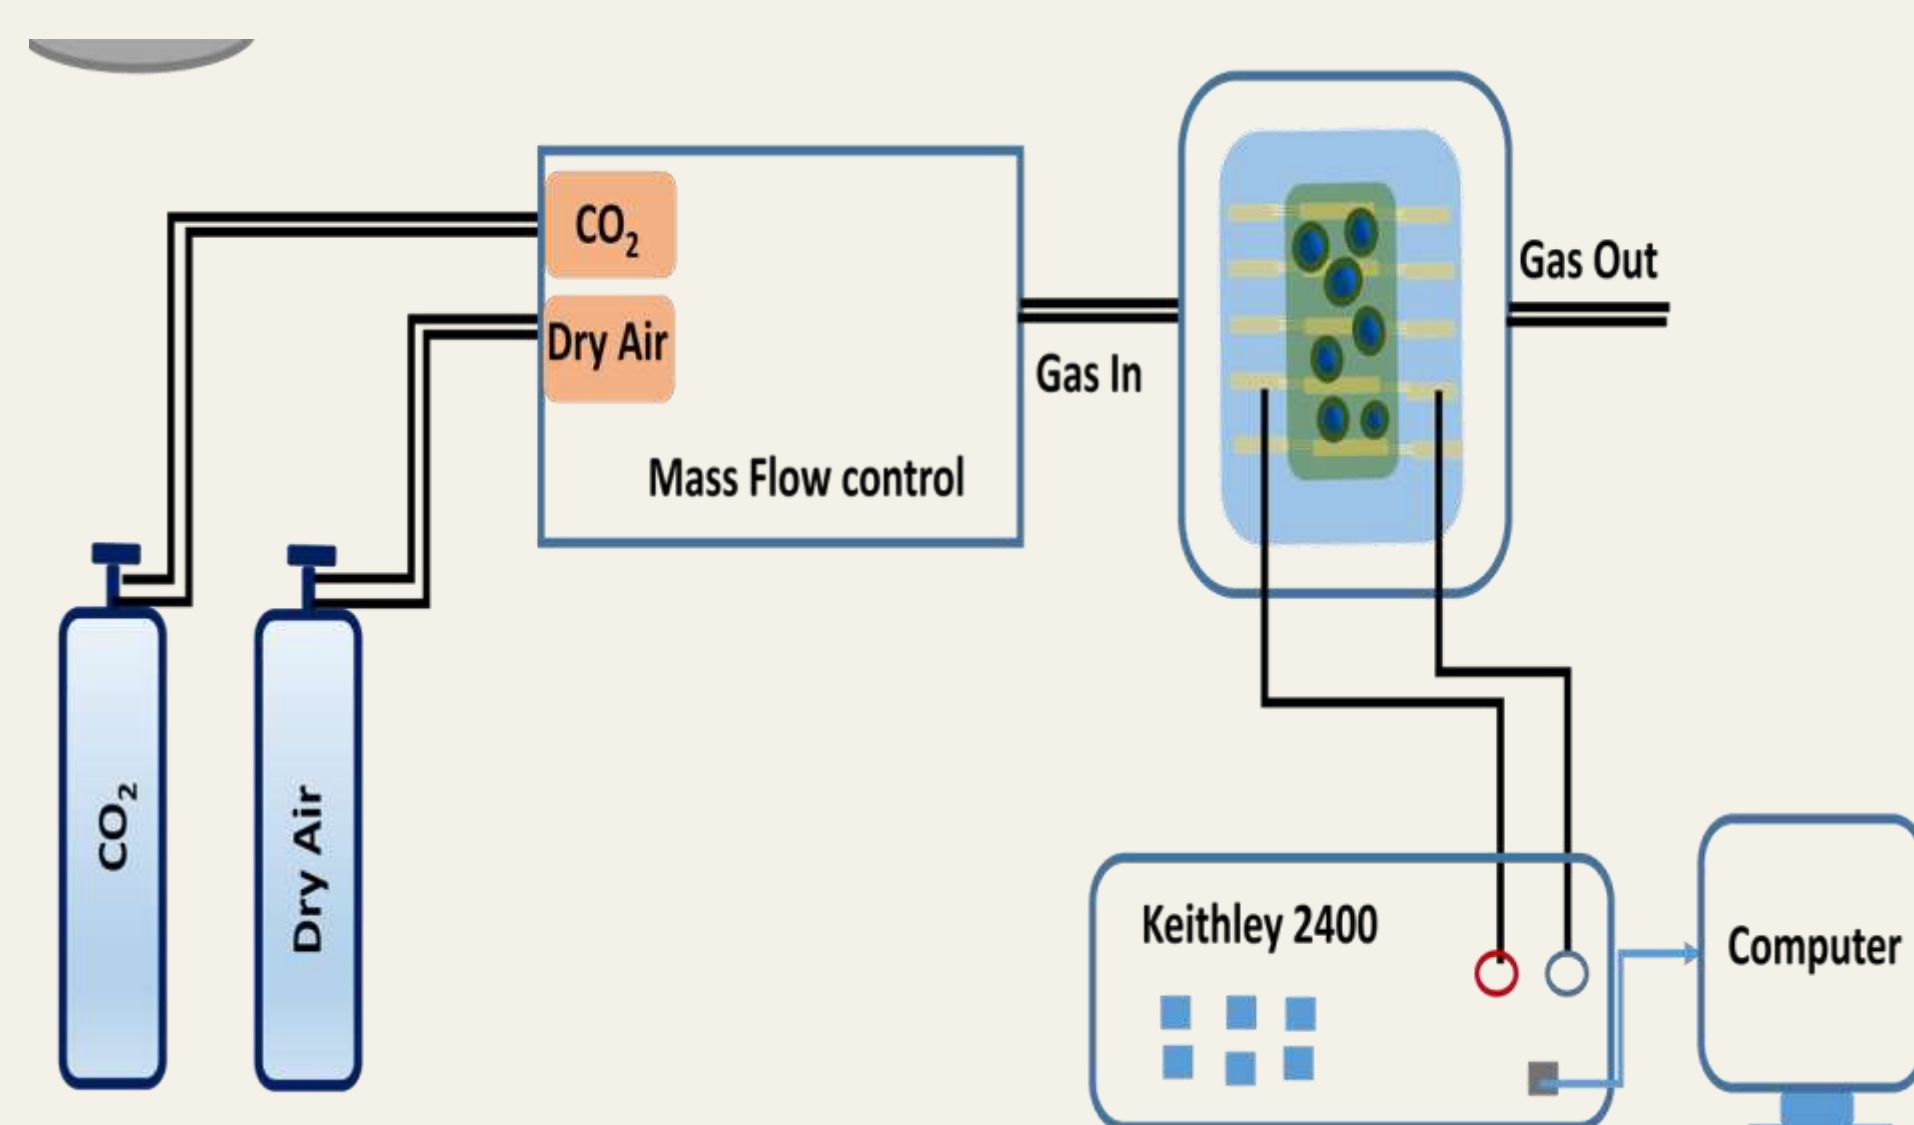 CO₂
Dry Air
Mass Flow control
Gas In
Gas Out
CO₂
Dry Air
Keithley 2400
Computer